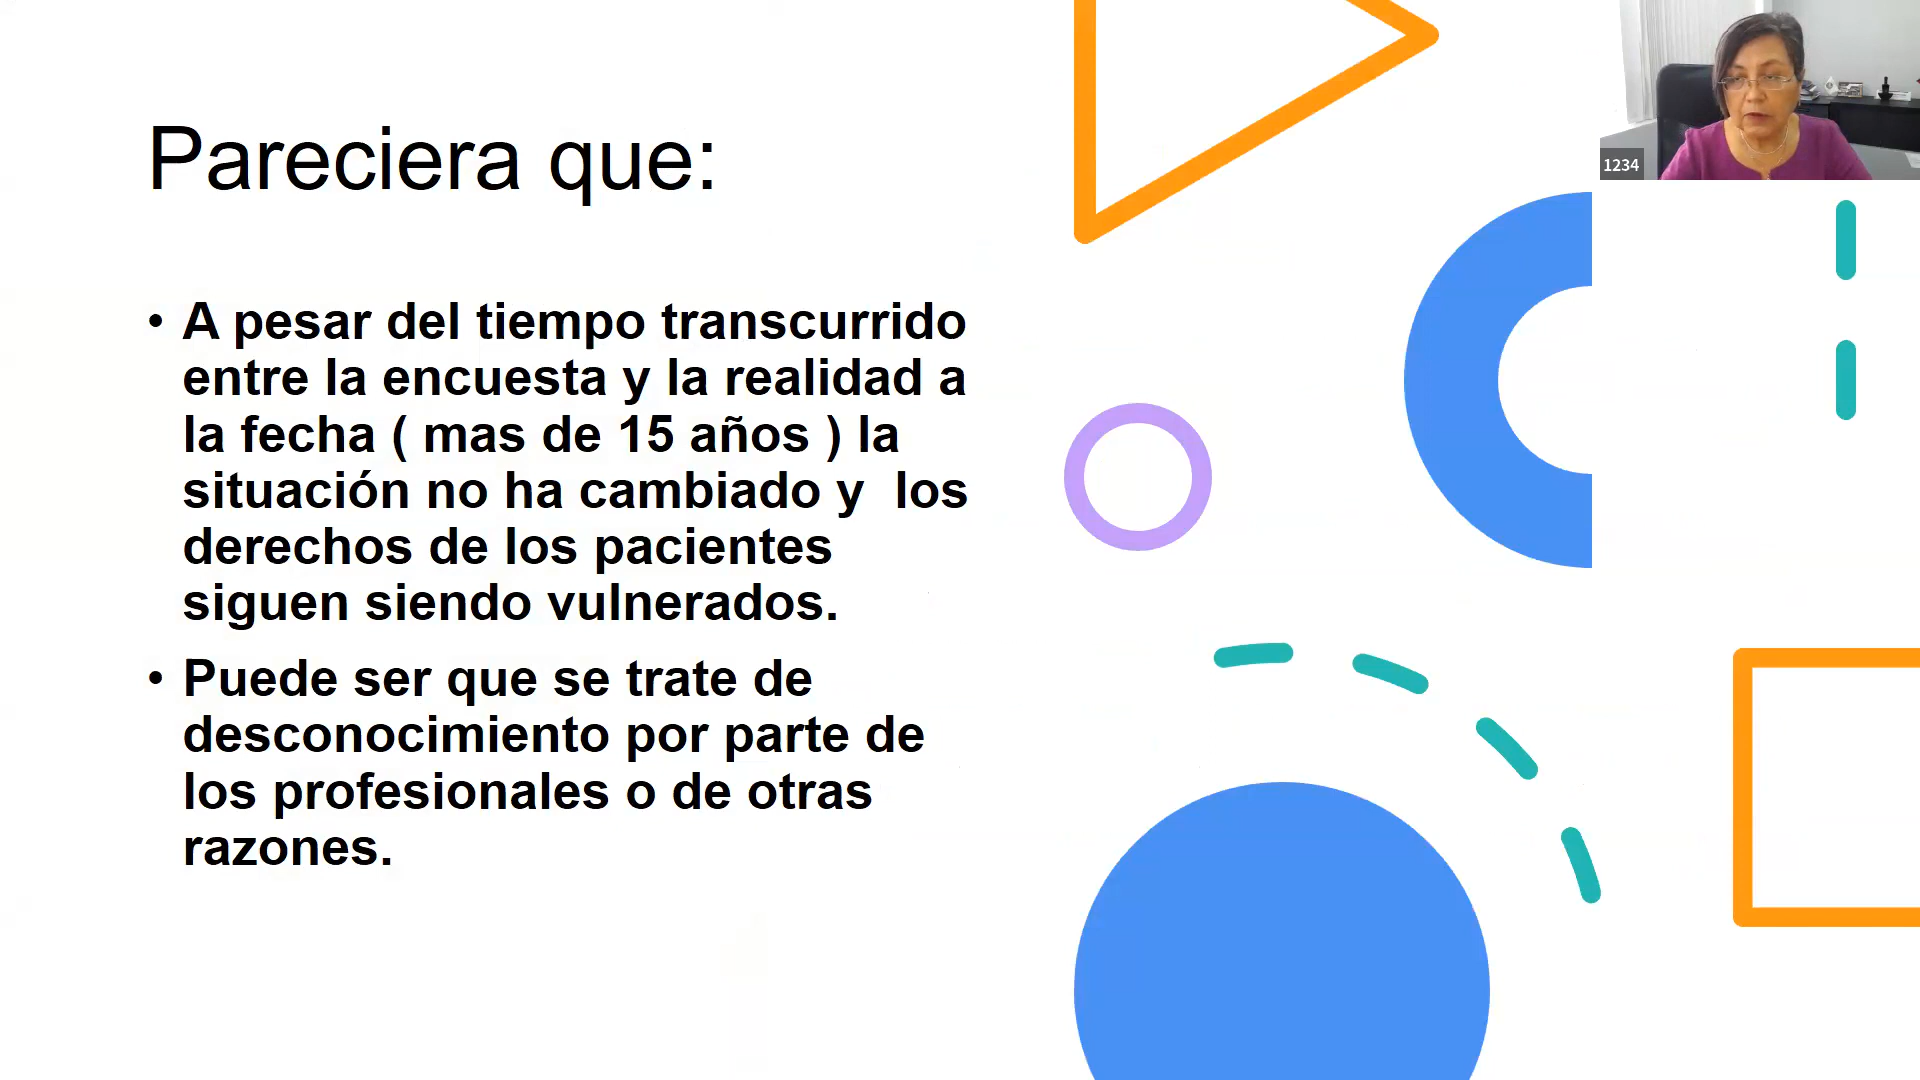 Pareciera que:
• A pesar del tiempo transcurrido
entre la encuesta y la realidad a
la fecha ( mas de 15 años ) la
situación no ha cambiado y  los
derechos de los pacientes
siguen siendo vulnerados.
• Puede ser que se trate de
desconocimiento por parte de
los profesionales o de otras
razones.
1234